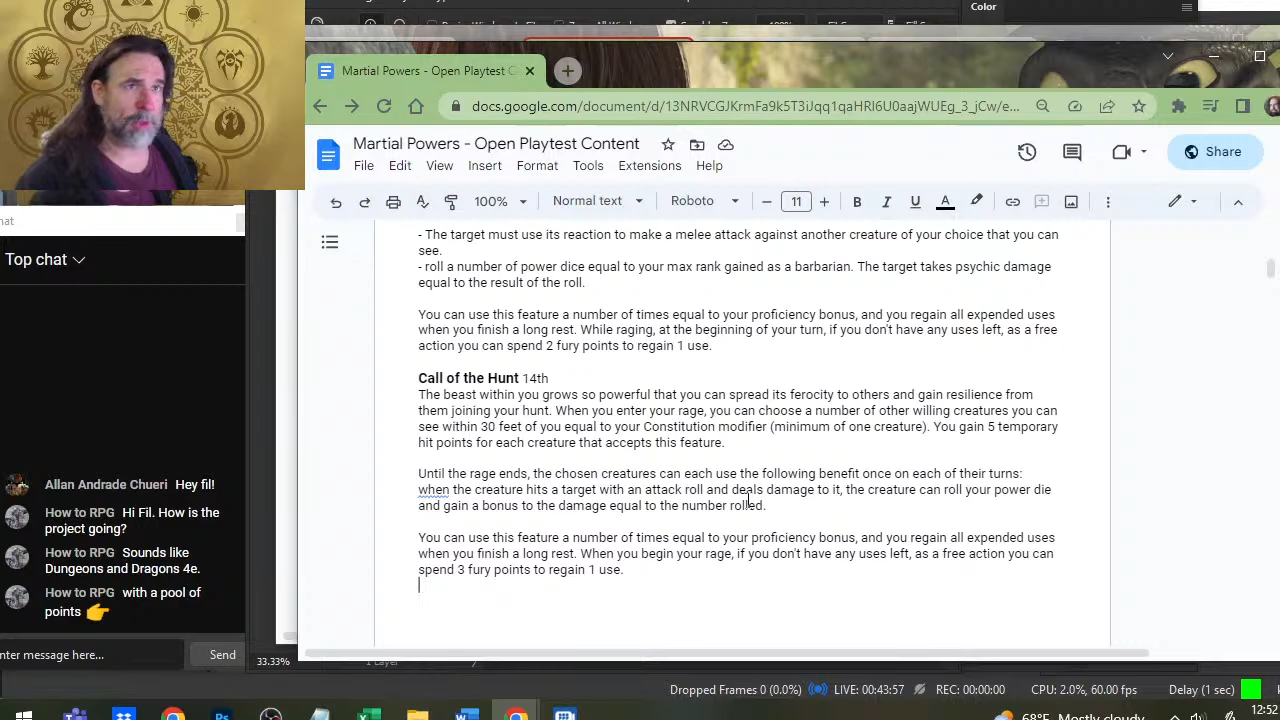 Color
Martial Powers - Open Playtest C
docs.google.com/document/d/13NRVCGJKrmFa9k5T3iJqq1qaHRI6U0aajWUEg_3_jCw/e...
Martial Powers - Open Playtest Content
File Edit View Insert Format Tools Extensions Help
Share
100% Normal text Roboto 11 B I U A
- The target must use its reaction to make a melee attack against another creature of your choice that you can
see.
- roll a number of power dice equal to your max rank gained as a barbarian. The target takes psychic damage
equal to the result of the roll.
You can use this feature a number of times equal to your proficiency bonus, and you regain all expended uses
when you finish a long rest. While raging, at the beginning of your turn, if you don't have any uses left, as a free
action you can spend 2 fury points to regain 1 use.
Call of the Hunt 14th
The beast within you grows so powerful that you can spread its ferocity to others and gain resilience from
them joining your hunt. When you enter your rage, you can choose a number of other willing creatures you can
see within 30 feet of you equal to your Constitution modifier (minimum of one creature). You gain 5 temporary
hit points for each creature that accepts this feature.
Until the rage ends, the chosen creatures can each use the following benefit once on each of their turns:
when the creature hits a target with an attack roll and deals damage to it, the creature can roll your power die
and gain a bonus to the damage equal to the number rolled.
You can use this feature a number of times equal to your proficiency bonus, and you regain all expended uses
when you finish a long rest. When you begin your rage, if you don't have any uses left, as a free action you can
spend 3 fury points to regain 1 use.
hat
Top chat
Allan Andrade Chueri Hey fil!
How to RPG Hi Fil. How is the
project going?
How to RPG Sounds like
Dungeons and Dragons 4e.
How to RPG with a pool of
points
nter message here...
Send
33.33%
1 Layer
Dropped Frames 0 (0.0%) LIVE: 00:43:57 REC: 00:00:00 CPU: 2.0%, 60.00 fps Delay (1 sec)
68°F Mostly cloudy
12:52